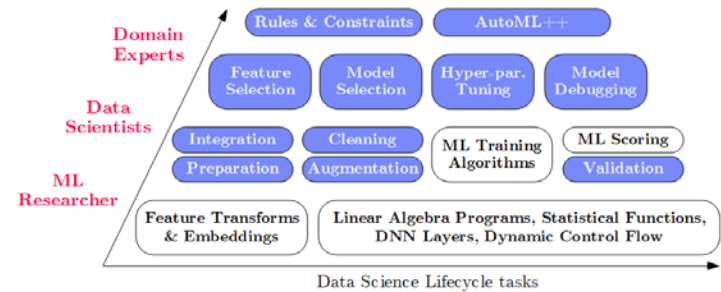 Domain
Experts
Rules & Constraints
AutoML++
Feature
Selection
Model
Selection
Hyper-par.
Tuning
Model
Debugging
Data
Scientists
Integration
Cleaning
ML Training
Algorithms
ML Scoring
Preparation
Augmentation
Validation
ML
Researcher
Feature Transforms
& Embeddings
Linear Algebra Programs, Statistical Functions,
DNN Layers, Dynamic Control Flow
Data Science Lifecycle tasks